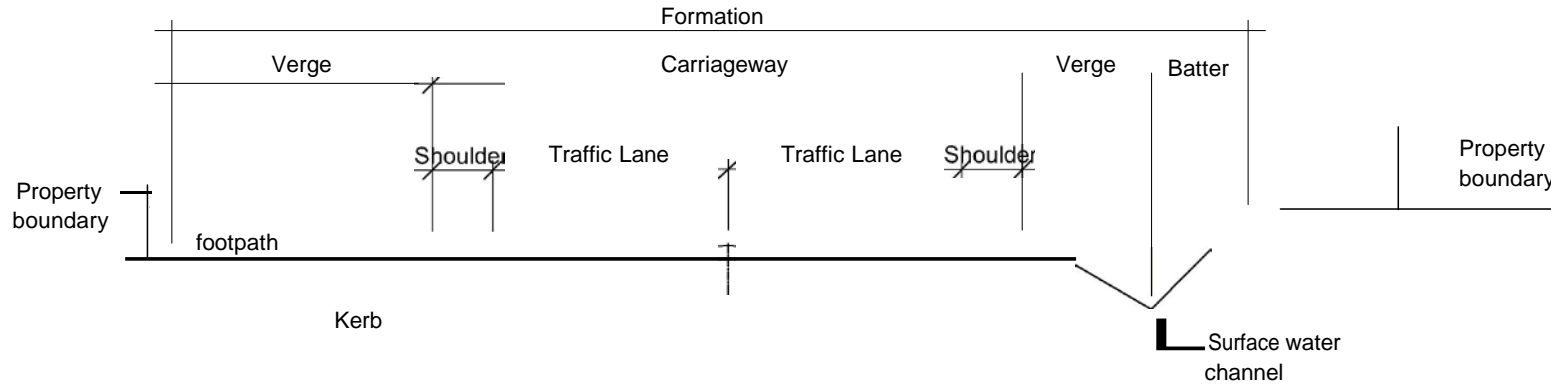 Formation
Verge
Carriageway
Verge
Batter
Shoulder
Traffic Lane
Traffic Lane
Shoulder
Property
boundary
Property
boundary
footpath
Kerb
Surface water
channel